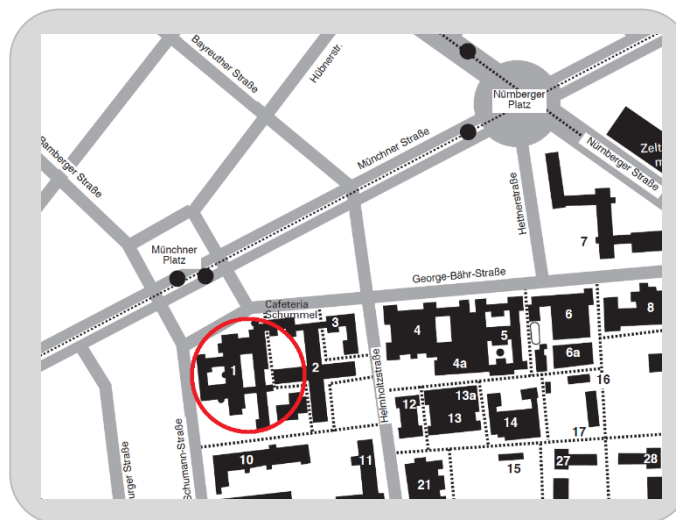 Bayreuther Straße
Hübnerstr.
Nürnberger
Platz
Münchner Straße
Bamberger Straße
Zelt
m
Nürnberger Straße
Hettnerstraße
7
Münchner
Platz
George-Bähr-Straße
Cafeteria
Schummel
3
4
5
6
8
1
2
4a
6a
16
Helmholtzstraße
12
13a
13
14
17
Schumann-Straße
urger Straße
10
11
15
27
28
21